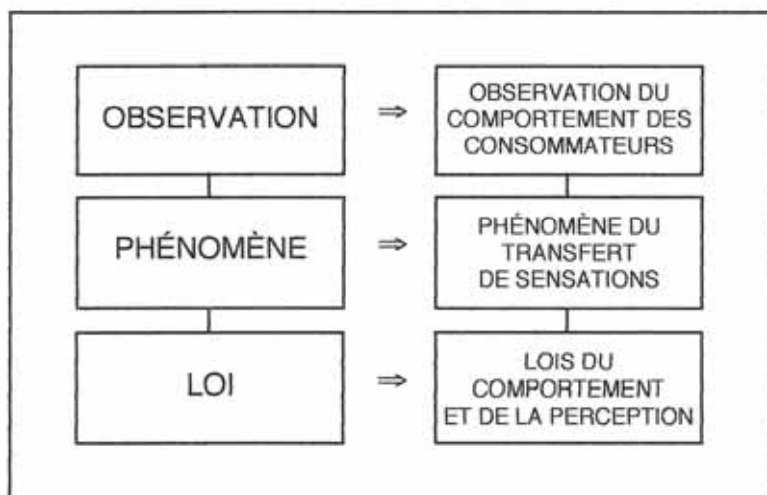 OBSERVATION
⇒
OBSERVATION DU
COMPORTEMENT DES
CONSOMMATEURS
PHÉNOMÈNE
⇒
PHÉNOMÈNE DU
TRANSFERT
DE SENSATIONS
LOI
⇒
LOIS DU
COMPORTEMENT
ET DE LA PERCEPTION